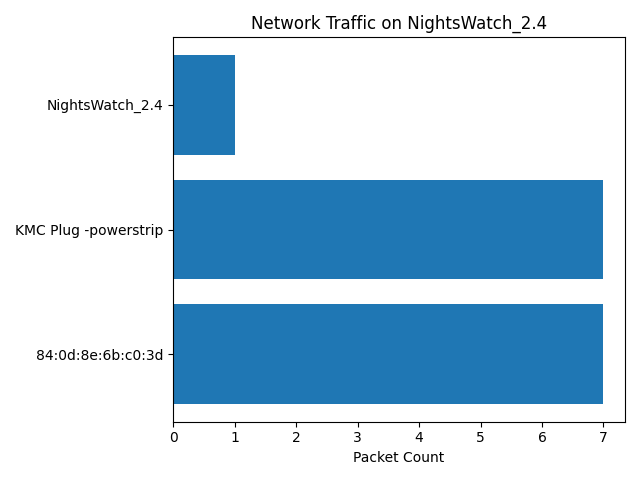 Network Traffic on NightsWatch_2.4
NightsWatch_2.4
KMC Plug -powerstrip
84:0d:8e:6b:c0:3d
0 1 2 3 4 5 6 7
Packet Count